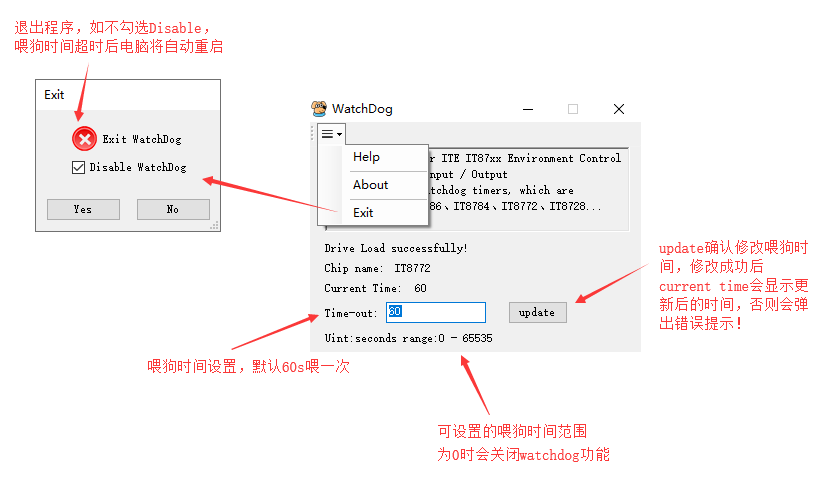 退出程序，如不勾选Disable，
喂狗时间超时后电脑将自动重启
Exit
Exit WatchDog
Disable WatchDog
Yes
No
WatchDog
Help
About
Exit
r ITE IT87xx Environment Control
nput / Output
tchdog timers, which are
86、IT8784、IT8772、IT8728...
Drive Load successfully!
Chip name: IT8772
Current Time: 60
Time-out: 60
update
Uint:seconds range:0 - 65535
update确认修改喂狗时
间，修改成功后
current time会显示更
新后的时间，否则会弹
出错误提示！
喂狗时间设置，默认60s喂一次
可设置的喂狗时间范围
为0时会关闭watchdog功能